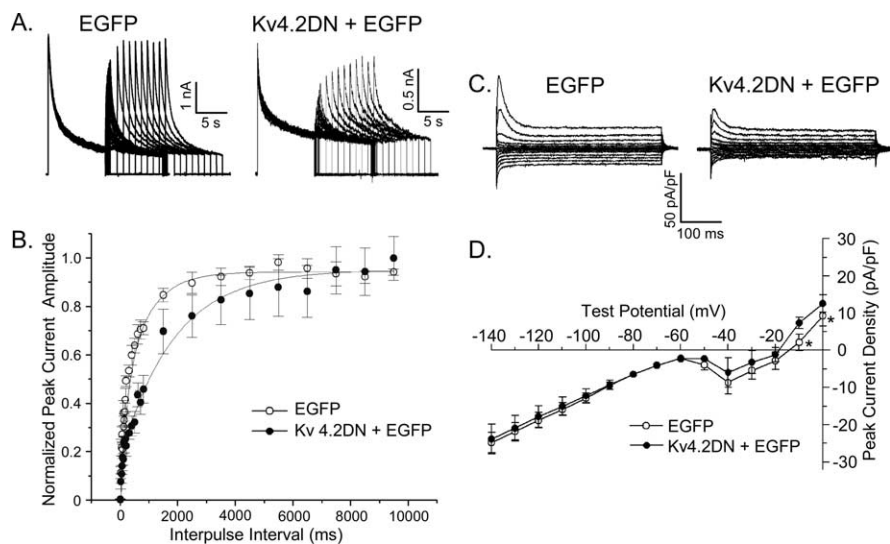 A.
EGFP
Kv4.2DN + EGFP
1 nA
5 s
0.5 nA
5 s
C.
EGFP
Kv4.2DN + EGFP
50 pA/pF
100 ms
B.
Normalized Peak Current Amplitude
1.0
0.8
0.6
0.4
0.2
0
EGFP
Kv 4.2DN + EGFP
0 2000 4000 6000 8000 10000
Interpulse Interval (ms)
D.
Test Potential (mV)
-140 -120 -100 -80 -60 -40 -20
30
20
10
0
-10
-20
-30
Peak Current Density (pA/pF)
*
*
EGFP
Kv4.2DN + EGFP